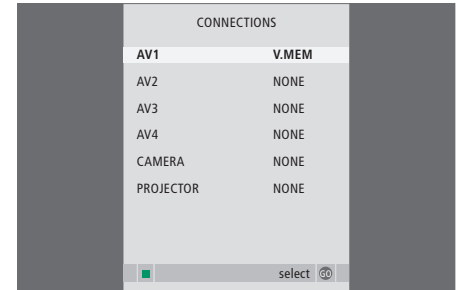 CONNECTIONS
AV1 V.MEM
AV2 NONE
AV3 NONE
AV4 NONE
CAMERA NONE
PROJECTOR NONE
select GO